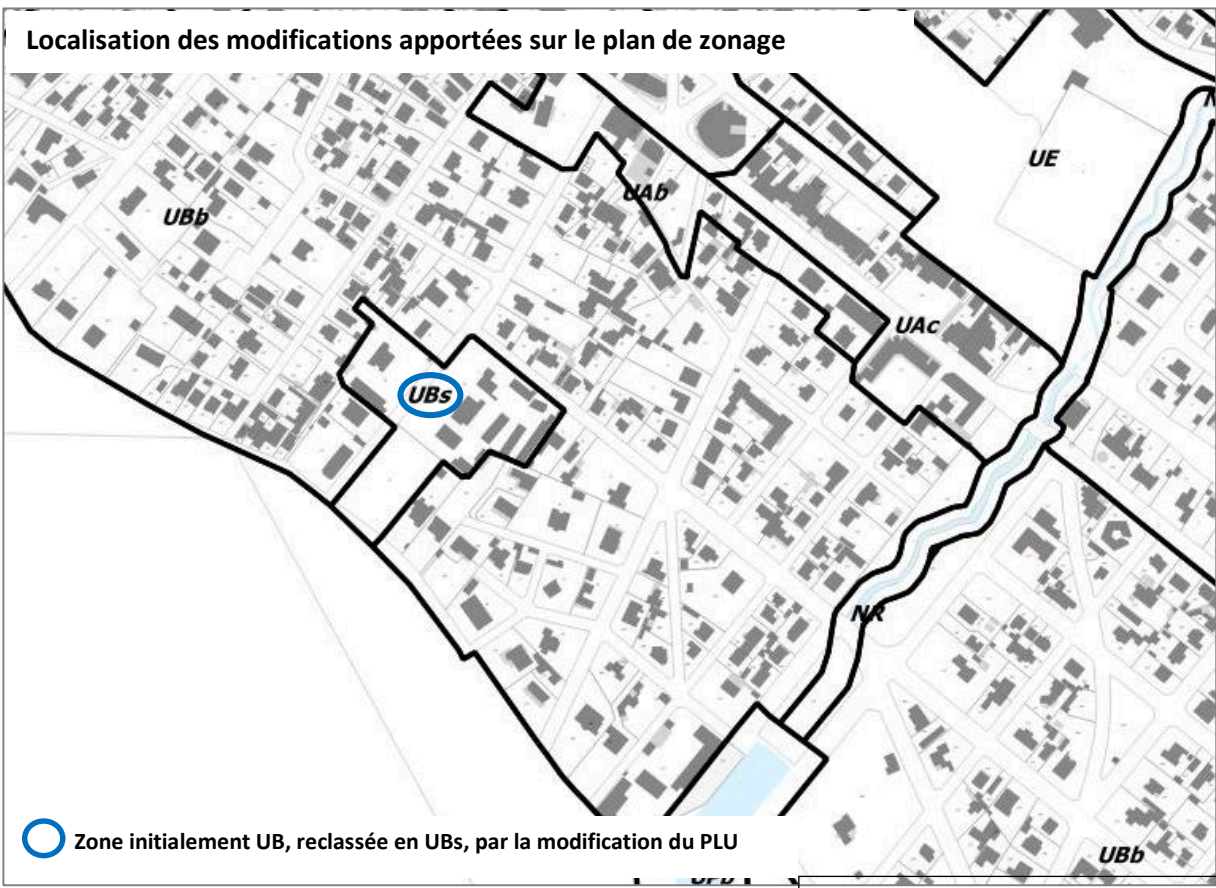 Localisation des modifications apportées sur le plan de zonage
N
UE
UAb
UBb
UAc
UBs
NR
Zone initialement UB, reclassée en UBs, par la modification du PLU
UBb